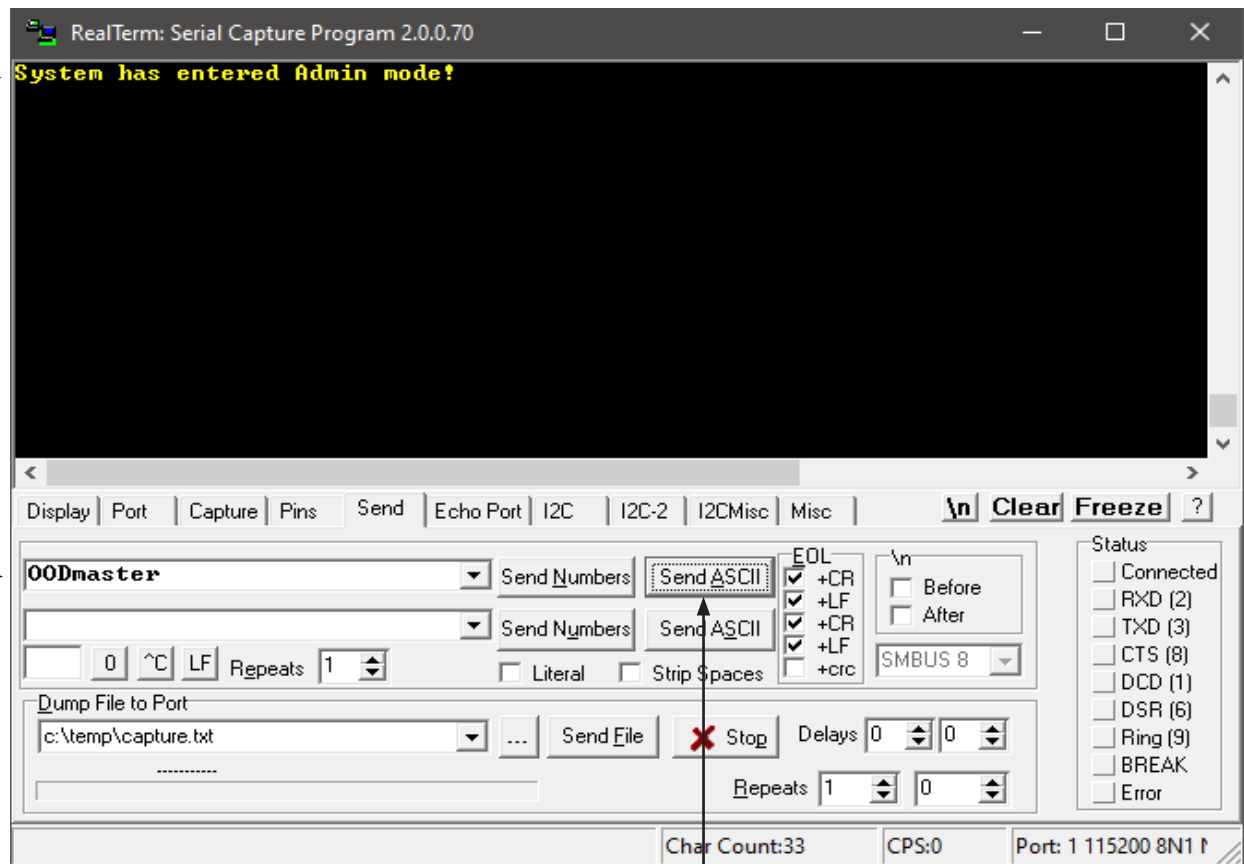 RealTerm: Serial Capture Program 2.0.0.70
System has entered Admin mode!
Display Port Capture Pins Send Echo Port I2C I2C-2 I2CMisc Misc \n Clear Freeze ?
OODmaster Send Numbers Send ASCII
Send Numbers Send ASCII
0 ^C LF Repeats 1 Literal Strip Spaces
EOL
+CR
+LF
+CR
+LF
+crc
\n
Before
After
SMBUS 8
Dump File to Port
c:\temp\capture.txt ... Send File Stop Delays 0 0
-----------
Repeats 1 0
Status
Connected
RXD (2)
TXD (3)
CTS (8)
DCD (1)
DSR (6)
Ring (9)
BREAK
Error
Char Count:33 CPS:0 Port: 1 115200 8N1